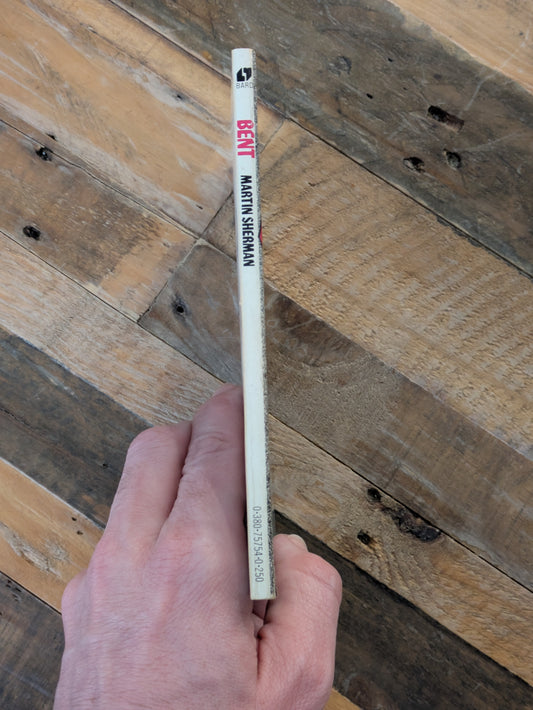 BARD
BENT
MARTIN SHERMAN
0-380-75754-0·250